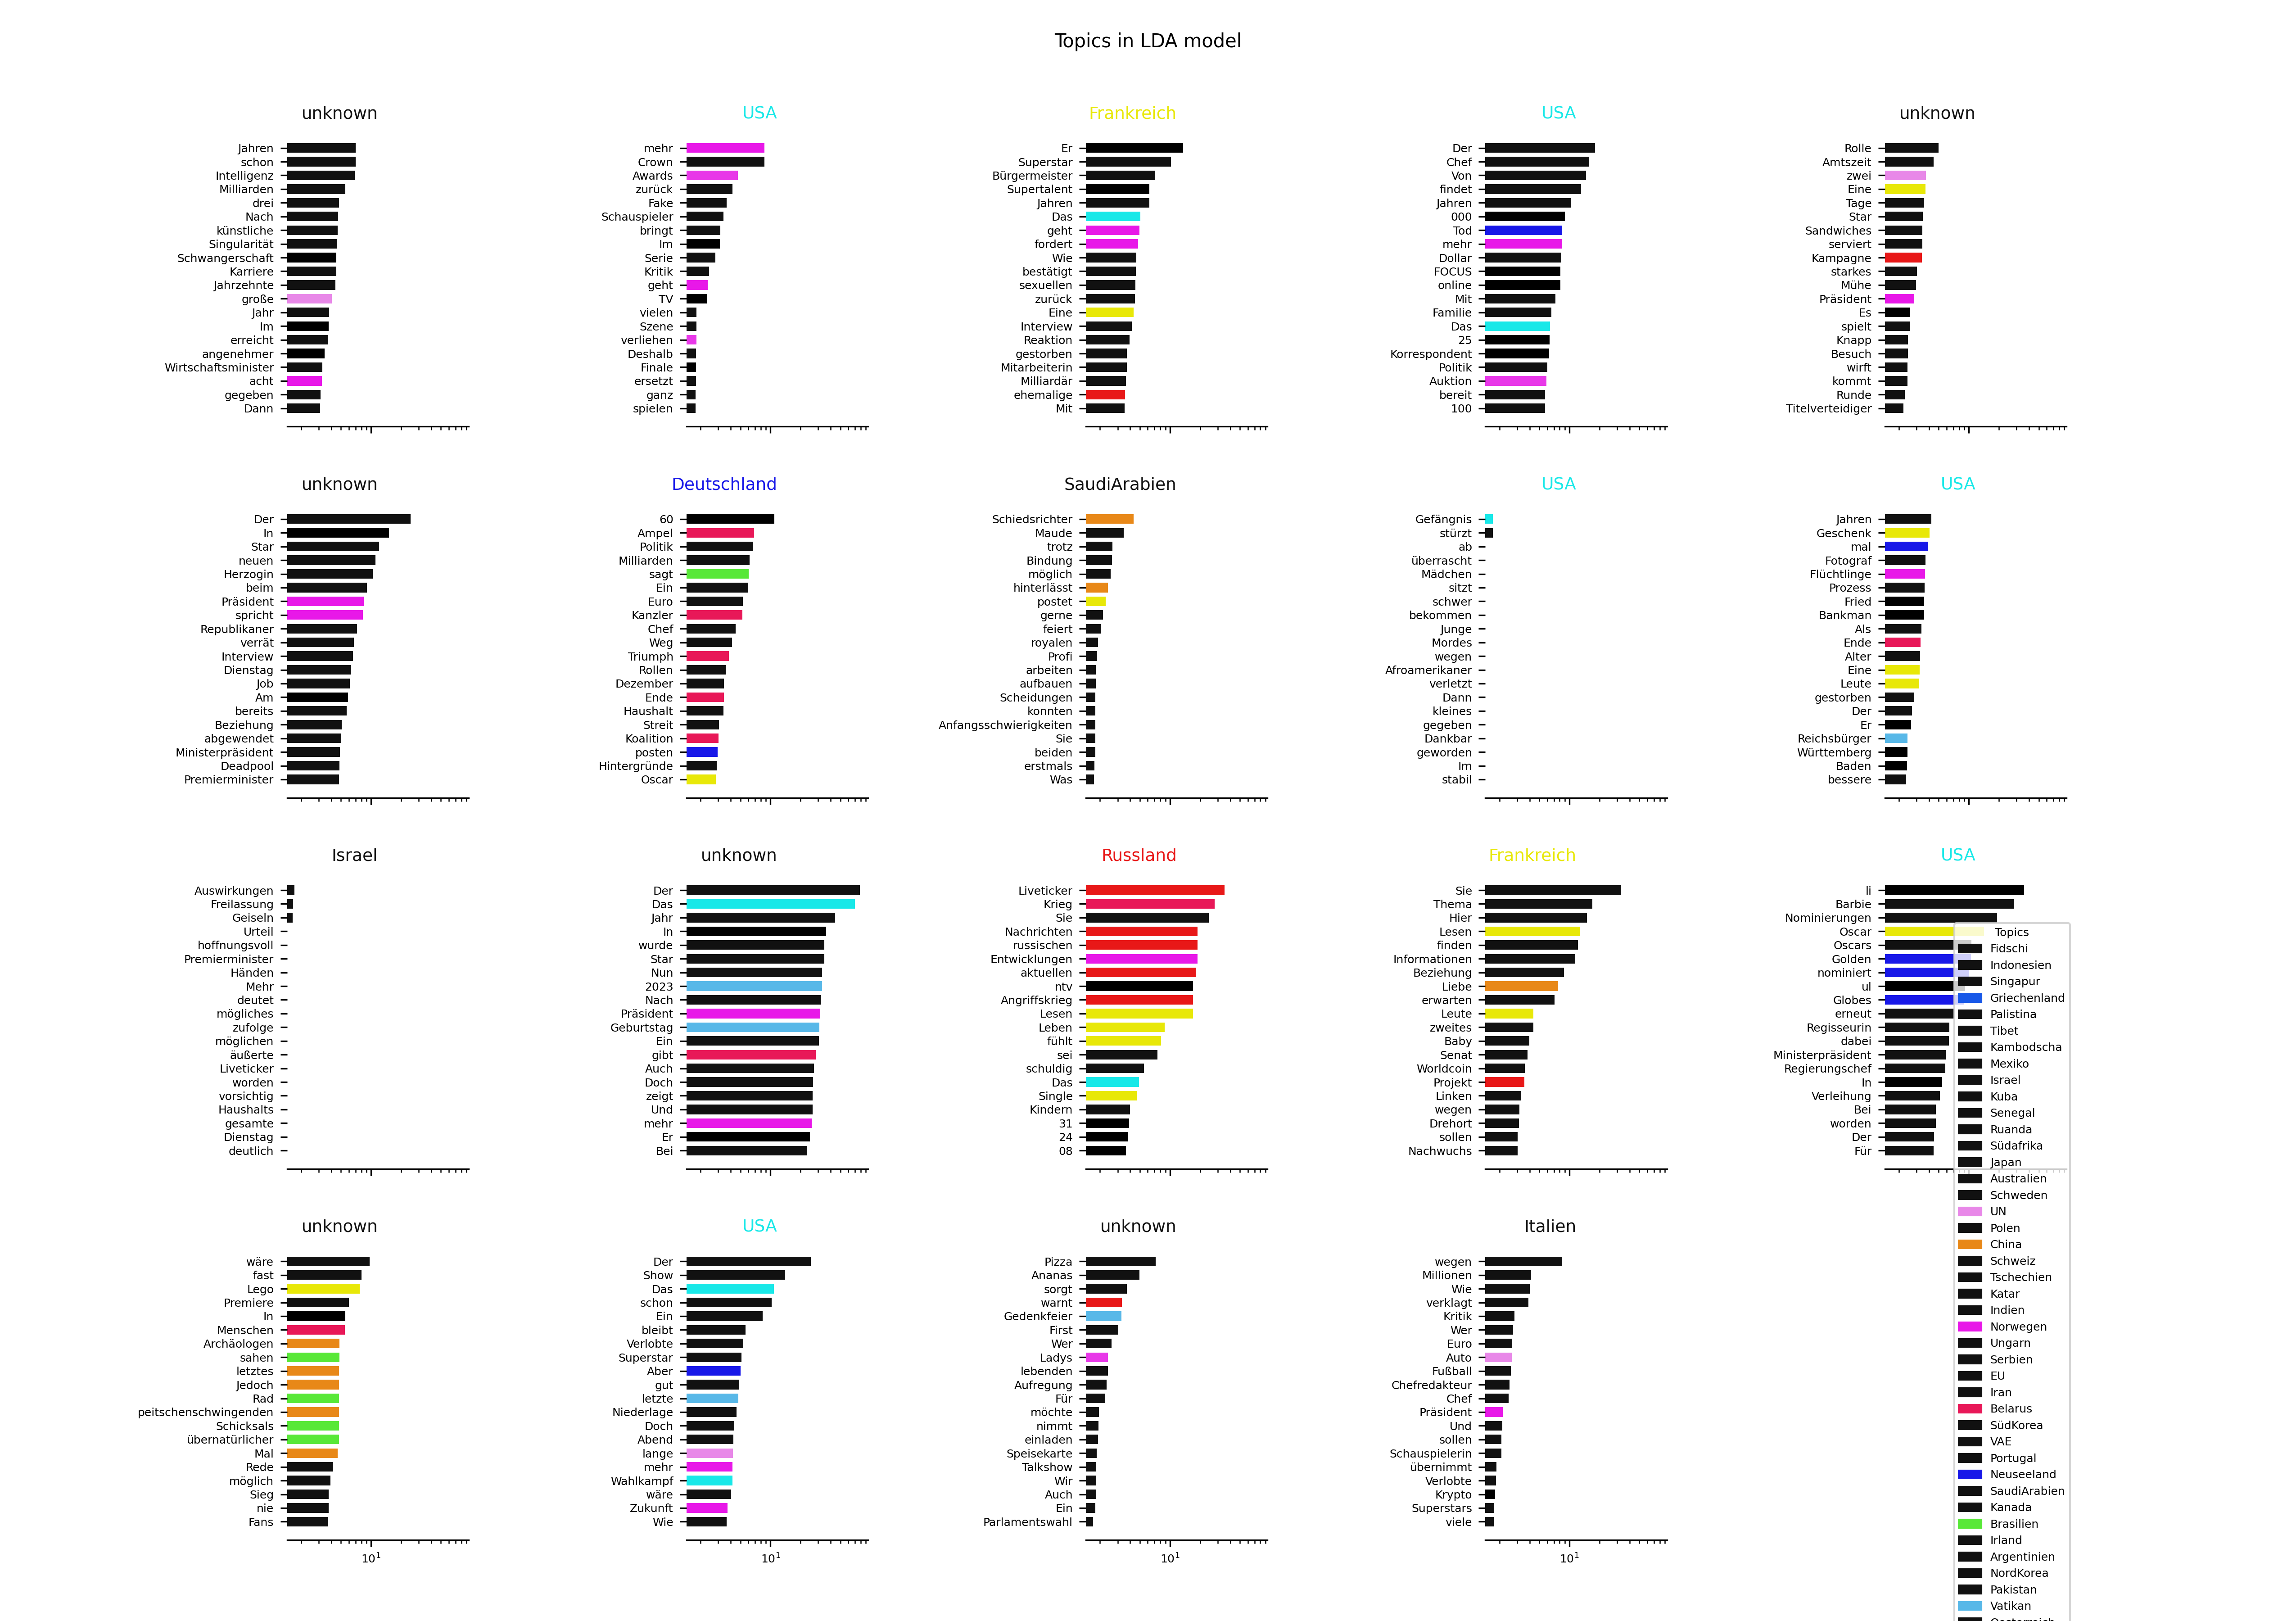 Topics in LDA model
unknown
Jahren
schon
Intelligenz
Milliarden
drei
Nach
künstliche
Singularität
Schwangerschaft
Karriere
Jahrzehnte
große
Jahr
Im
erreicht
angenehmer
Wirtschaftsminister
acht
gegeben
Dann
USA
mehr
Crown
Awards
zurück
Fake
Schauspieler
bringt
Im
Serie
Kritik
geht
TV
vielen
Szene
verliehen
Deshalb
Finale
ersetzt
ganz
spielen
Frankreich
Er
Superstar
Bürgermeister
Supertalent
Jahren
Das
geht
fordert
Wie
bestätigt
sexuellen
zurück
Eine
Interview
Reaktion
gestorben
Mitarbeiterin
Milliardär
ehemalige
Mit
USA
Der
Chef
Von
findet
Jahren
000
Tod
mehr
Dollar
FOCUS
online
Mit
Familie
Das
25
Korrespondent
Politik
Auktion
bereit
100
unknown
Rolle
Amtszeit
zwei
Eine
Tage
Star
Sandwiches
serviert
Kampagne
starkes
Mühe
Präsident
Es
spielt
Knapp
Besuch
wirft
kommt
Runde
Titelverteidiger
unknown
Der
In
Star
neuen
Herzogin
beim
Präsident
spricht
Republikaner
verrät
Interview
Dienstag
Job
Am
bereits
Beziehung
abgewendet
Ministerpräsident
Deadpool
Premierminister
Deutschland
60
Ampel
Politik
Milliarden
sagt
Ein
Euro
Kanzler
Chef
Weg
Triumph
Rollen
Dezember
Ende
Haushalt
Streit
Koalition
posten
Hintergründe
Oscar
SaudiArabien
Schiedsrichter
Maude
trotz
Bindung
möglich
hinterlässt
postet
gerne
feiert
royalen
Profi
arbeiten
aufbauen
Scheidungen
konnten
Anfangsschwierigkeiten
Sie
beiden
erstmals
Was
USA
Gefängnis
stürzt
ab
überrascht
Mädchen
sitzt
schwer
bekommen
Junge
Mordes
wegen
Afroamerikaner
verletzt
Dann
kleines
gegeben
Dankbar
geworden
Im
stabil
USA
Jahren
Geschenk
mal
Fotograf
Flüchtlinge
Prozess
Fried
Bankman
Als
Ende
Alter
Eine
Leute
gestorben
Der
Er
Reichsbürger
Württemberg
Baden
bessere
Israel
Auswirkungen
Freilassung
Geiseln
Urteil
hoffnungsvoll
Premierminister
Händen
Mehr
deutet
mögliches
zufolge
möglichen
äußerte
Liveticker
worden
vorsichtig
Haushalts
gesamte
Dienstag
deutlich
unknown
Der
Das
Jahr
In
wurde
Star
Nun
2023
Nach
Präsident
Geburtstag
Ein
gibt
Auch
Doch
zeigt
Und
mehr
Er
Bei
Russland
Liveticker
Krieg
Sie
Nachrichten
russischen
Entwicklungen
aktuellen
ntv
Angriffskrieg
Lesen
Leben
fühlt
sei
schuldig
Das
Single
Kindern
31
24
08
Frankreich
Sie
Thema
Hier
Lesen
finden
Informationen
Beziehung
Liebe
erwarten
Leute
zweites
Baby
Senat
Worldcoin
Projekt
Linken
wegen
Drehort
sollen
Nachwuchs
USA
li
Barbie
Nominierungen
Oscar
Oscars
Golden
nominiert
ul
Globes
erneut
Regisseurin
dabei
Ministerpräsident
Regierungschef
In
Verleihung
Bei
worden
Der
Für
unknown
wäre
fast
Lego
Premiere
In
Menschen
Archäologen
sahen
letztes
Jedoch
Rad
peitschenschwingenden
Schicksals
übernatürlicher
Mal
Rede
möglich
Sieg
nie
Fans
10¹
USA
Der
Show
Das
schon
Ein
bleibt
Verlobte
Superstar
Aber
gut
letzte
Niederlage
Doch
Abend
lange
mehr
Wahlkampf
wäre
Zukunft
Wie
10¹
unknown
Pizza
Ananas
sorgt
warnt
Gedenkfeier
First
Wer
Ladys
lebenden
Aufregung
Für
möchte
nimmt
einladen
Speisekarte
Talkshow
Wir
Auch
Ein
Parlamentswahl
10¹
Italien
wegen
Millionen
Wie
verklagt
Kritik
Wer
Euro
Auto
Fußball
Chefredakteur
Chef
Präsident
Und
sollen
Schauspielerin
übernimmt
Verlobte
Krypto
Superstars
viele
10¹
Topics
Fidschi
Indonesien
Singapur
Griechenland
Palistina
Tibet
Kambodscha
Mexiko
Israel
Kuba
Senegal
Ruanda
Südafrika
Japan
Australien
Schweden
UN
Polen
China
Schweiz
Tschechien
Katar
Indien
Norwegen
Ungarn
Serbien
EU
Iran
Belarus
SüdKorea
VAE
Portugal
Neuseeland
SaudiArabien
Kanada
Brasilien
Irland
Argentinien
NordKorea
Pakistan
Vatikan